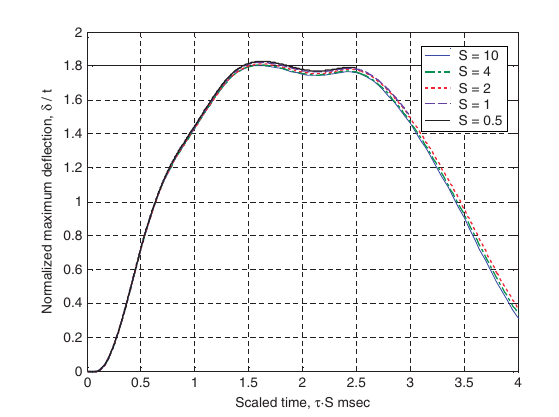 2
1.8
1.6
1.4
1.2
1
0.8
0.6
0.4
0.2
0
Normalized maximum deflection, δ / t
S = 10
S = 4
S = 2
S = 1
S = 0.5
0 0.5 1 1.5 2 2.5 3 3.5 4
Scaled time, τ·S msec